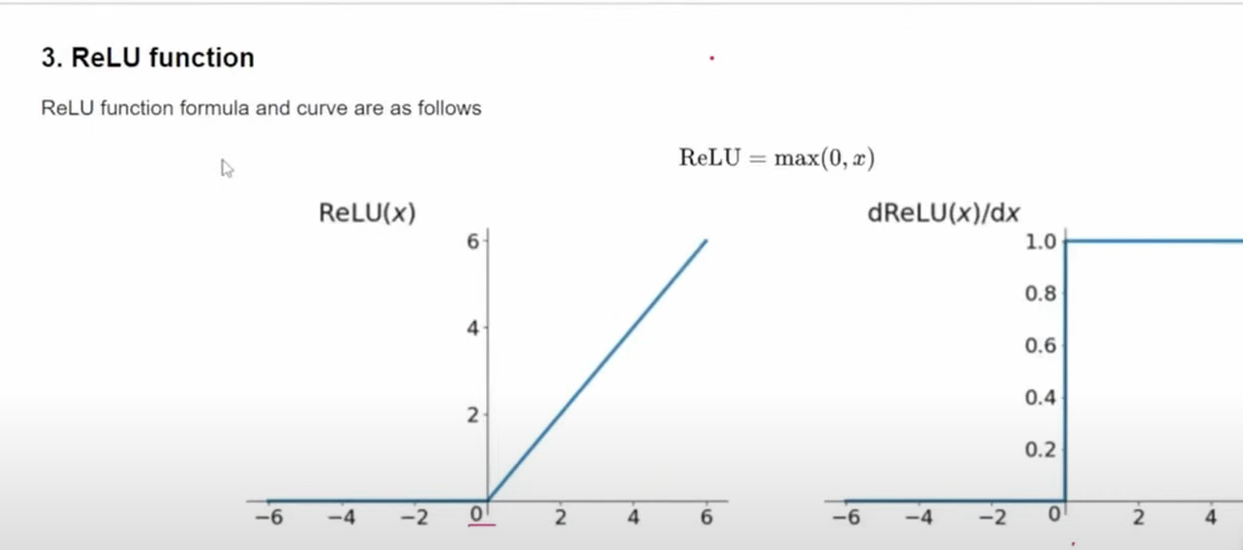 3. ReLU function
ReLU function formula and curve are as follows
ReLU = max(0, x)
ReLU(x)
6
4
2
−6 −4 −2 0 2 4 6
dReLU(x)/dx
1.0
0.8
0.6
0.4
0.2
−6 −4 −2 0 2 4